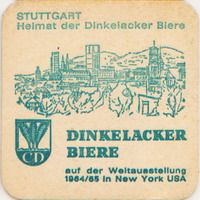 STUTTGART
Heimat der Dinkelacker Biere
CD
DINKELACKER
BIERE
auf der Weltausstellung
1964/65 in New York USA